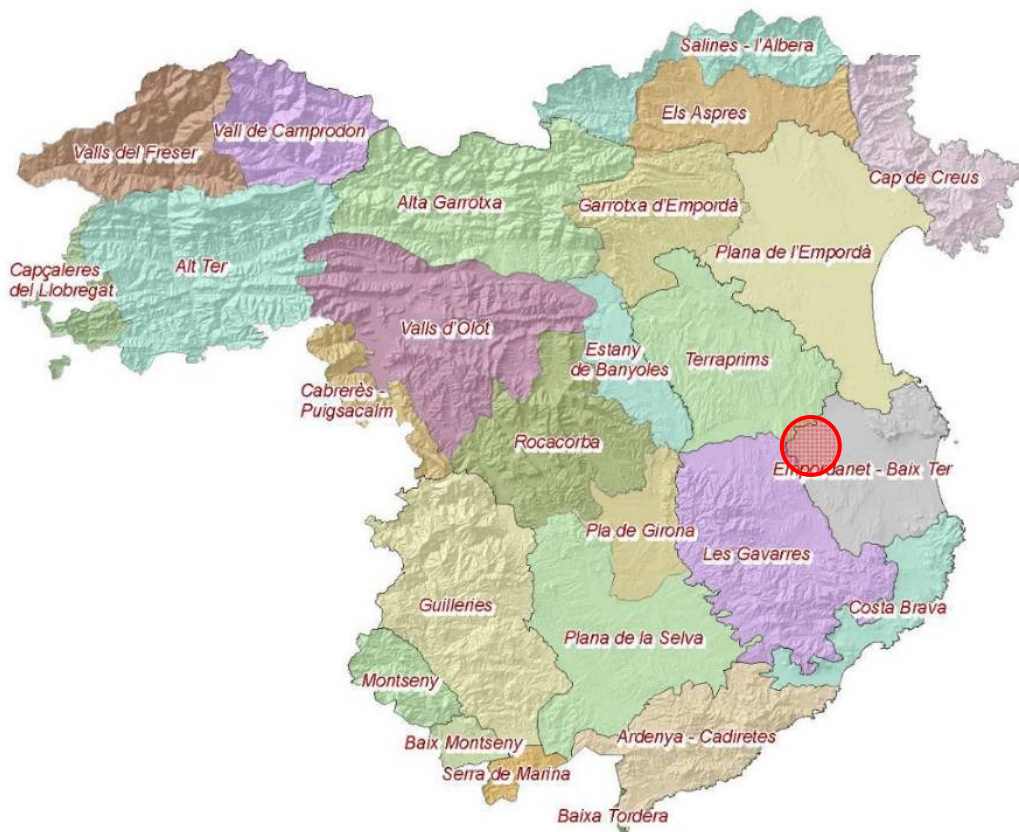 Salines - l'Albera
Els Aspres
Vall de Camprodon
Valls del Freser
Cap de Creus
Alta Garrotxa
Garrotxa d'Empordà
Plana de l'Empordà
Alt Ter
Capçaleres
del Llobregat
Valls d'Olot
Estany
de Banyoles
Terraprims
Cabrerès -
Puigsacalm
Rocacorba
Empordanet - Baix Ter
Pla de Girona
Les Gavarres
Guilleries
Costa Brava
Plana de la Selva
Montseny
Ardenya - Cadiretes
Baix Montseny
Serra de Marina
Baixa Tordera